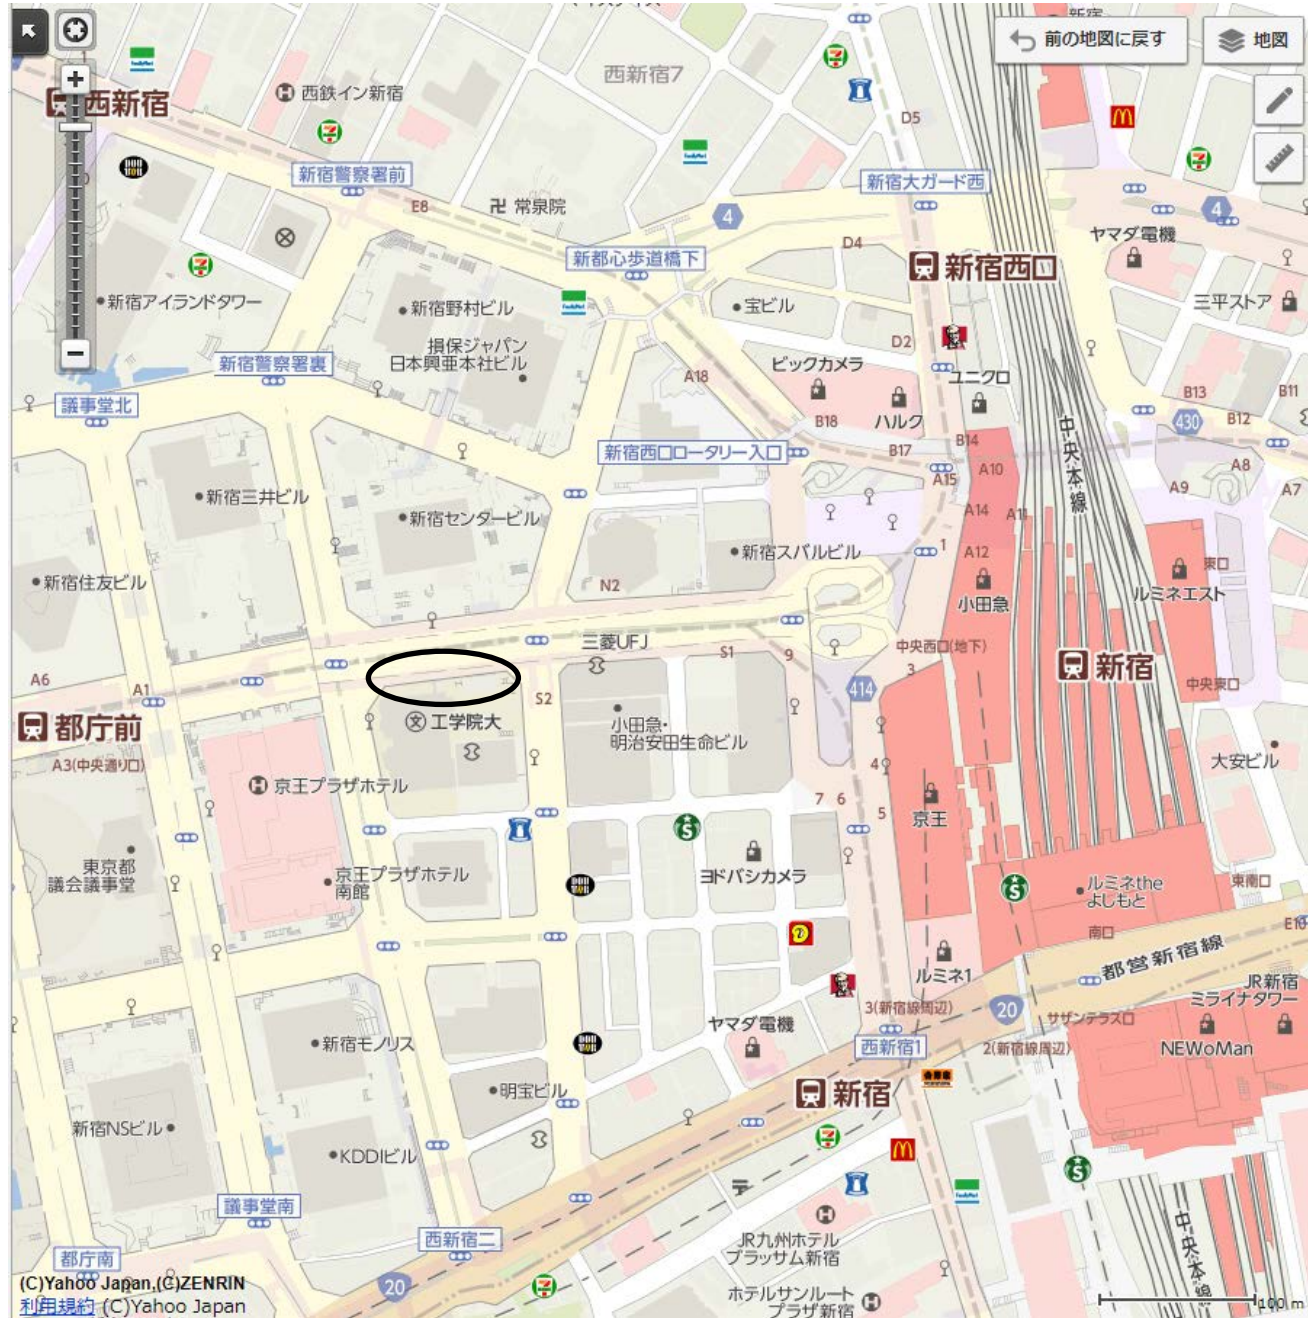 前の地図に戻す
地図
西新宿7
西新宿
西鉄イン新宿
D5
新宿警察署前
新宿大ガード西
E8
卍 常泉院
4
4
ヤマダ電機
D4
新都心歩道橋下
新宿西口
新宿アイランドタワー
新宿野村ビル
宝ビル
三平ストア
損保ジャパン
日本興亜本社ビル
D2
新宿警察署裏
ビックカメラ
ユニクロ
A18
議事堂北
B13
B11
B18
ハルク
430
B12
中央本線
新宿西口ロータリー入口
B17
B14
A10
A15
A8
A9
A7
新宿三井ビル
新宿センタービル
A14
A11
新宿スバルビル
1
A12
東口
新宿住友ビル
N2
小田急
ルミネエスト
三菱UFJ
S1
9
中央西口(地下)
3
新宿
A6
A1
S2
414
中央東口
都庁前
文 工学院大
小田急・
明治安田生命ビル
A3(中央通り口)
4
大安ビル
京王プラザホテル
7
6
5
京王
東京都
議会議事堂
京王プラザホテル
南館
ヨドバシカメラ
ルミネthe
よしもと
東南口
南口
E10
都営新宿線
ルミネ1
JR新宿
ミライナタワー
3(新宿線周辺)
20
サザンテラス口
ヤマダ電機
新宿モノリス
西新宿1
2(新宿線周辺)
NEWoMan
新宿
明宝ビル
新宿NSビル
KDDIビル
議事堂南
西新宿二
JR九州ホテル
ブラッサム新宿
中央本線
都庁南
20
ホテルサンルート
プラザ新宿
(C)Yahoo Japan,(C)ZENRIN
利用規約 (C)Yahoo Japan
100 m